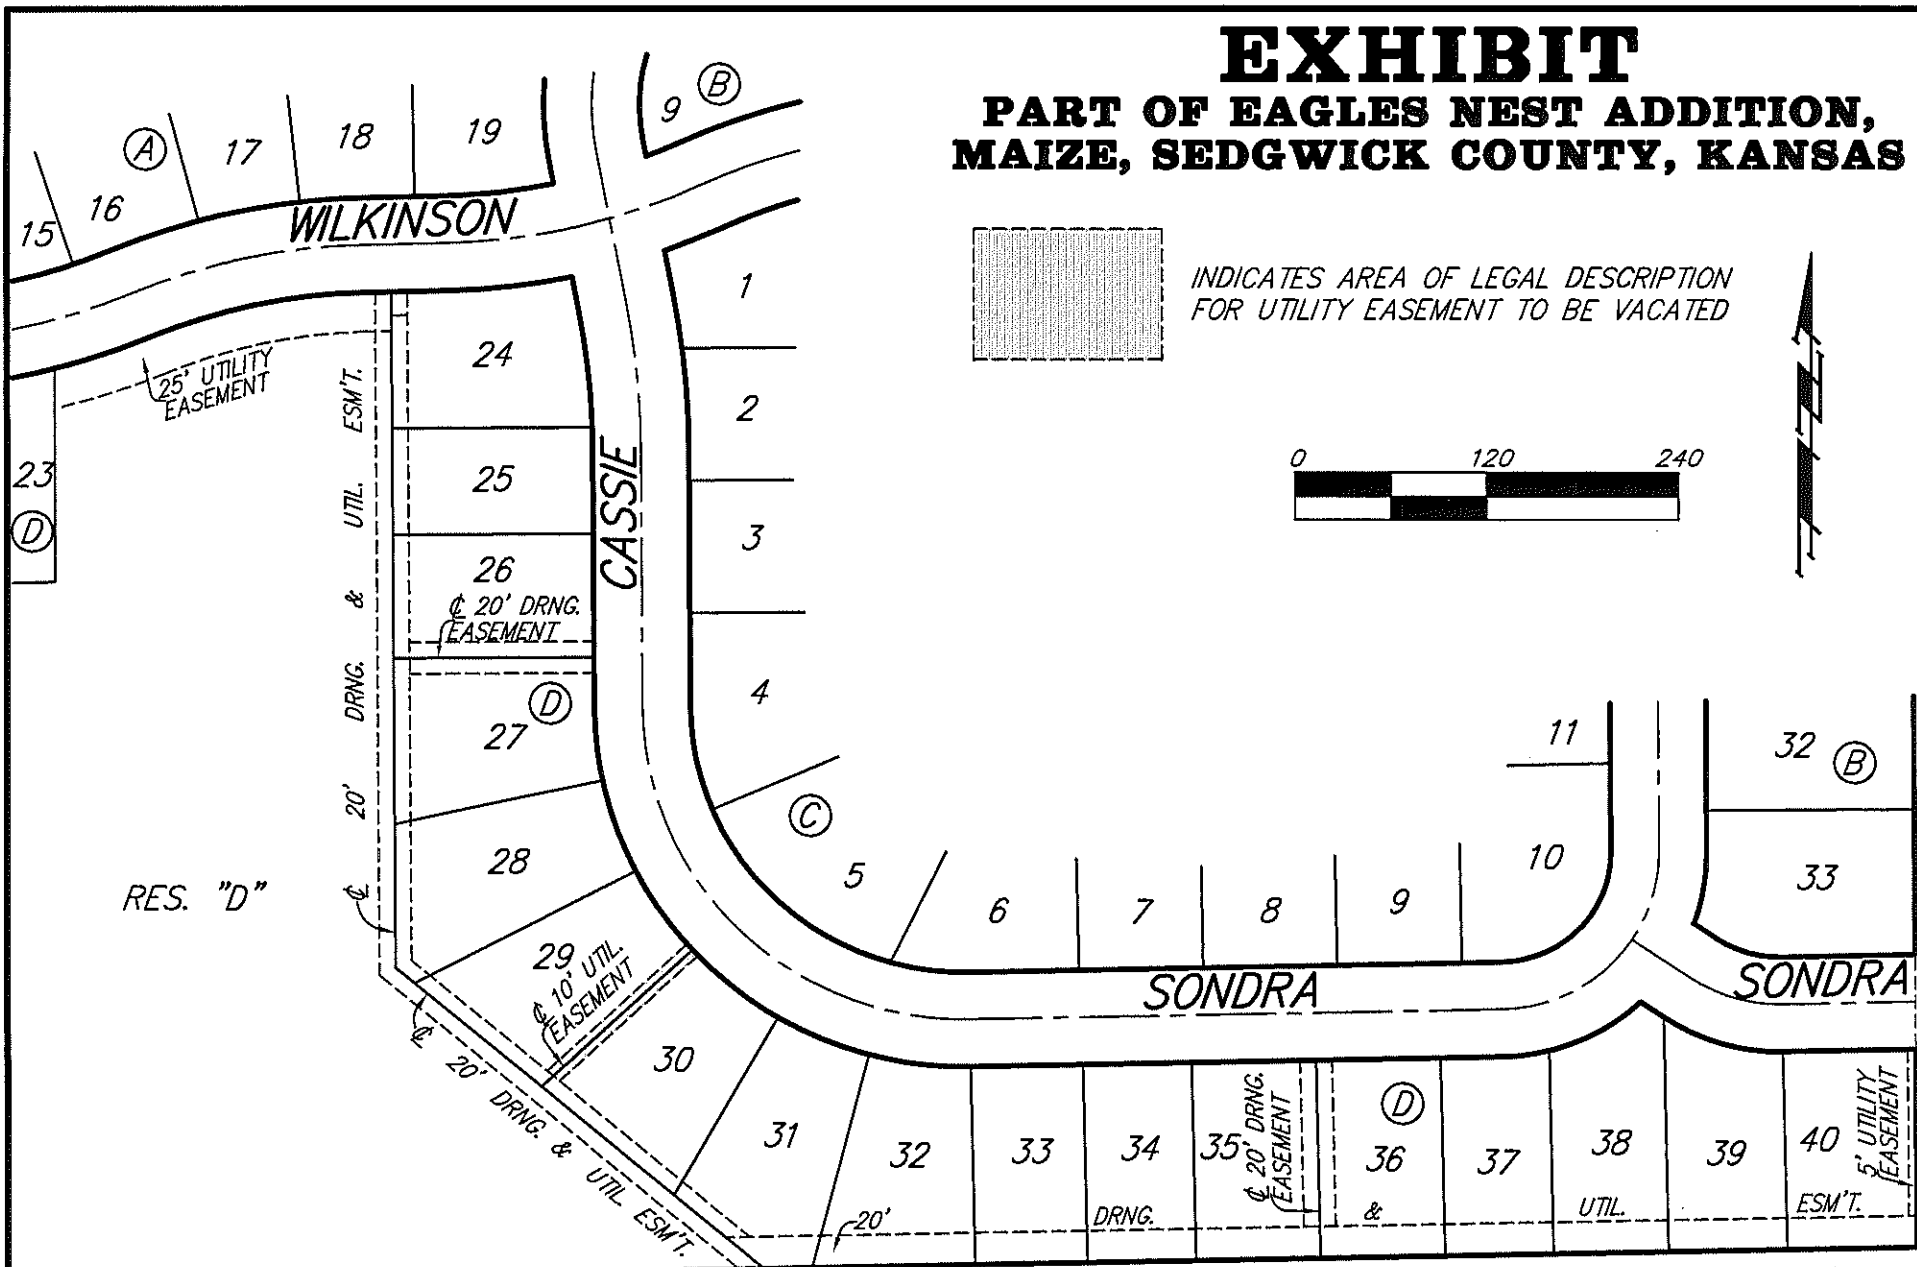 EXHIBIT
PART OF EAGLES NEST ADDITION,
MAIZE, SEDGWICK COUNTY, KANSAS
INDICATES AREA OF LEGAL DESCRIPTION
FOR UTILITY EASEMENT TO BE VACATED
0 120 240
9 B
A
15 16 17 18 19
WILKINSON
25' UTILITY
EASEMENT
23
D
RES. "D"
℄ 20' DRNG. & UTIL. ESM'T.
24
25
26
℄ 20' DRNG.
EASEMENT
D
27
28
29
℄ 10' UTIL.
EASEMENT
30
℄ 20' DRNG. & UTIL ESM'T.
CASSIE
1
2
3
4
C
5
6 7 8 9 10
11
32 B
33
SONDRA
SONDRA
31 32 33 34 35
℄ 20' DRNG.
EASEMENT
D
36 37 38 39 40
5' UTILITY
EASEMENT
20' DRNG. & UTIL. ESM'T.